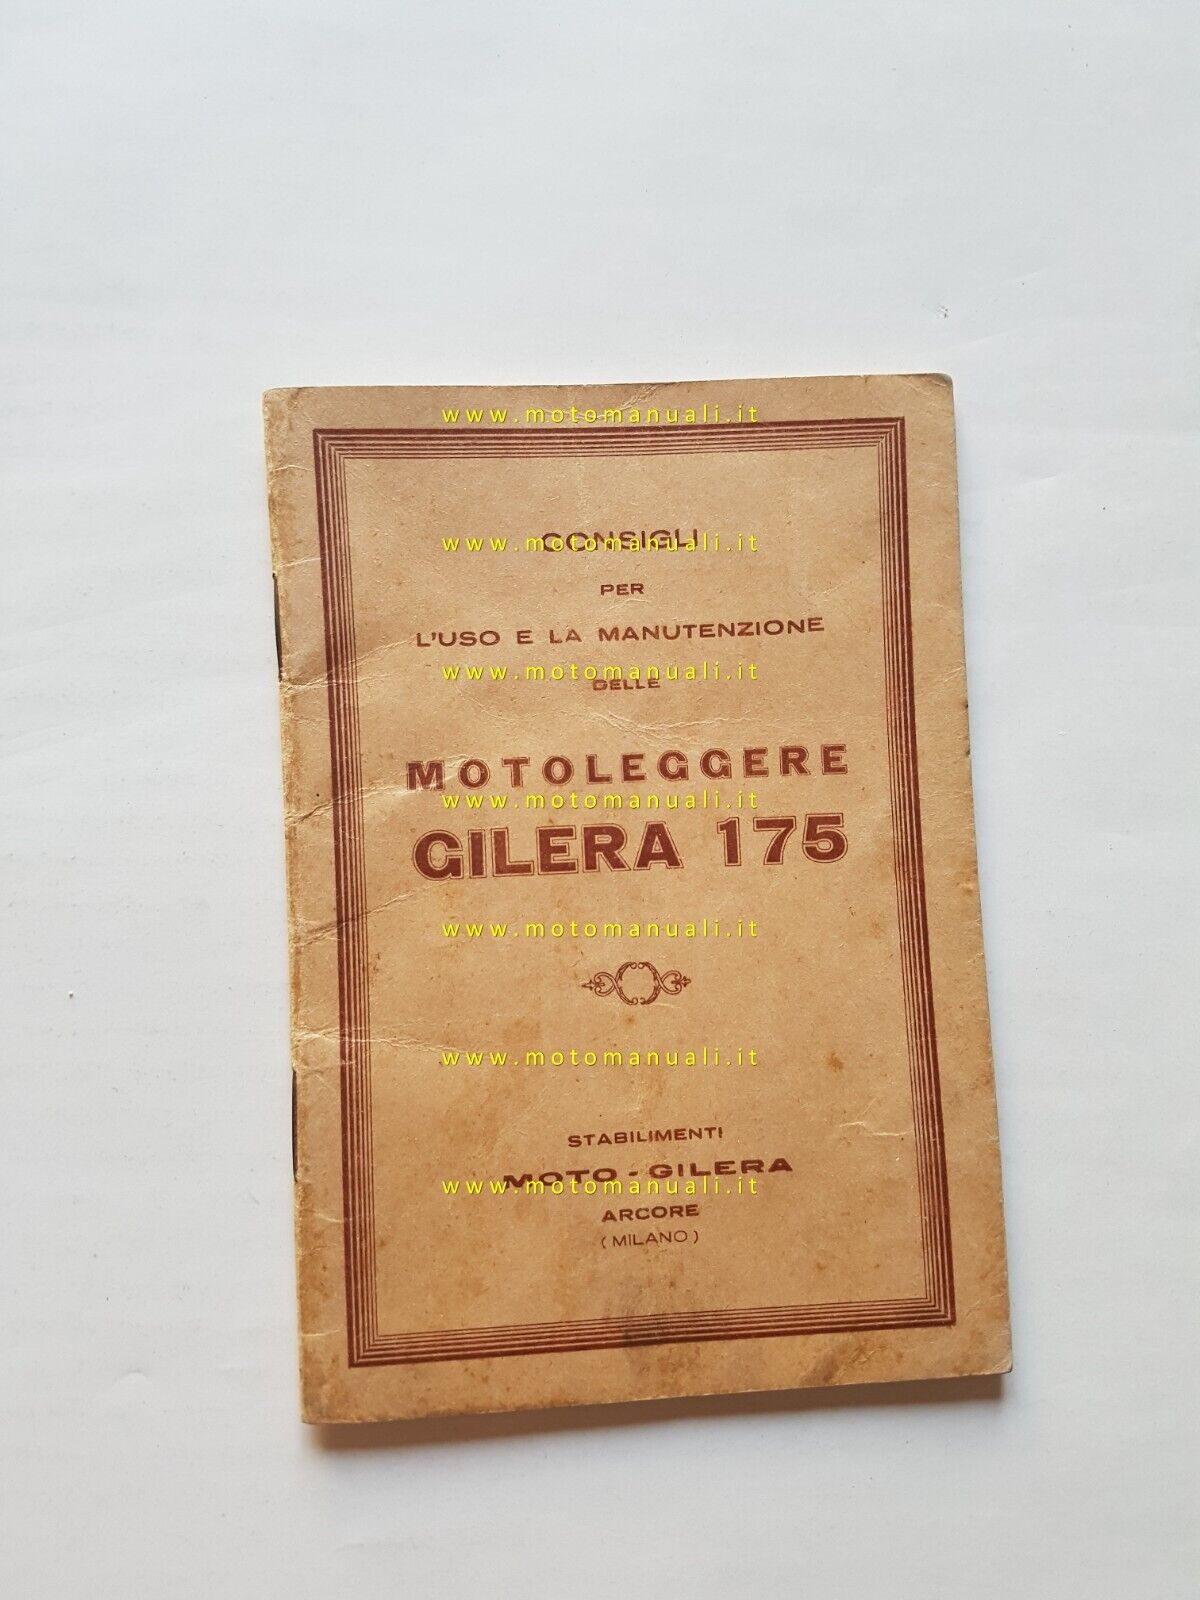 www.motomanuali.it
CONSIGLI
www.motomanuali.it
PER
L'USO E LA MANUTENZIONE
www.motomanuali.it
DELLE
MOTOLEGGERE
www.motomanuali.it
GILERA 175
www.motomanuali.it
www.motomanuali.it
STABILIMENTI
MOTO-GILERA
www.motomanuali.it
ARCORE
(MILANO)